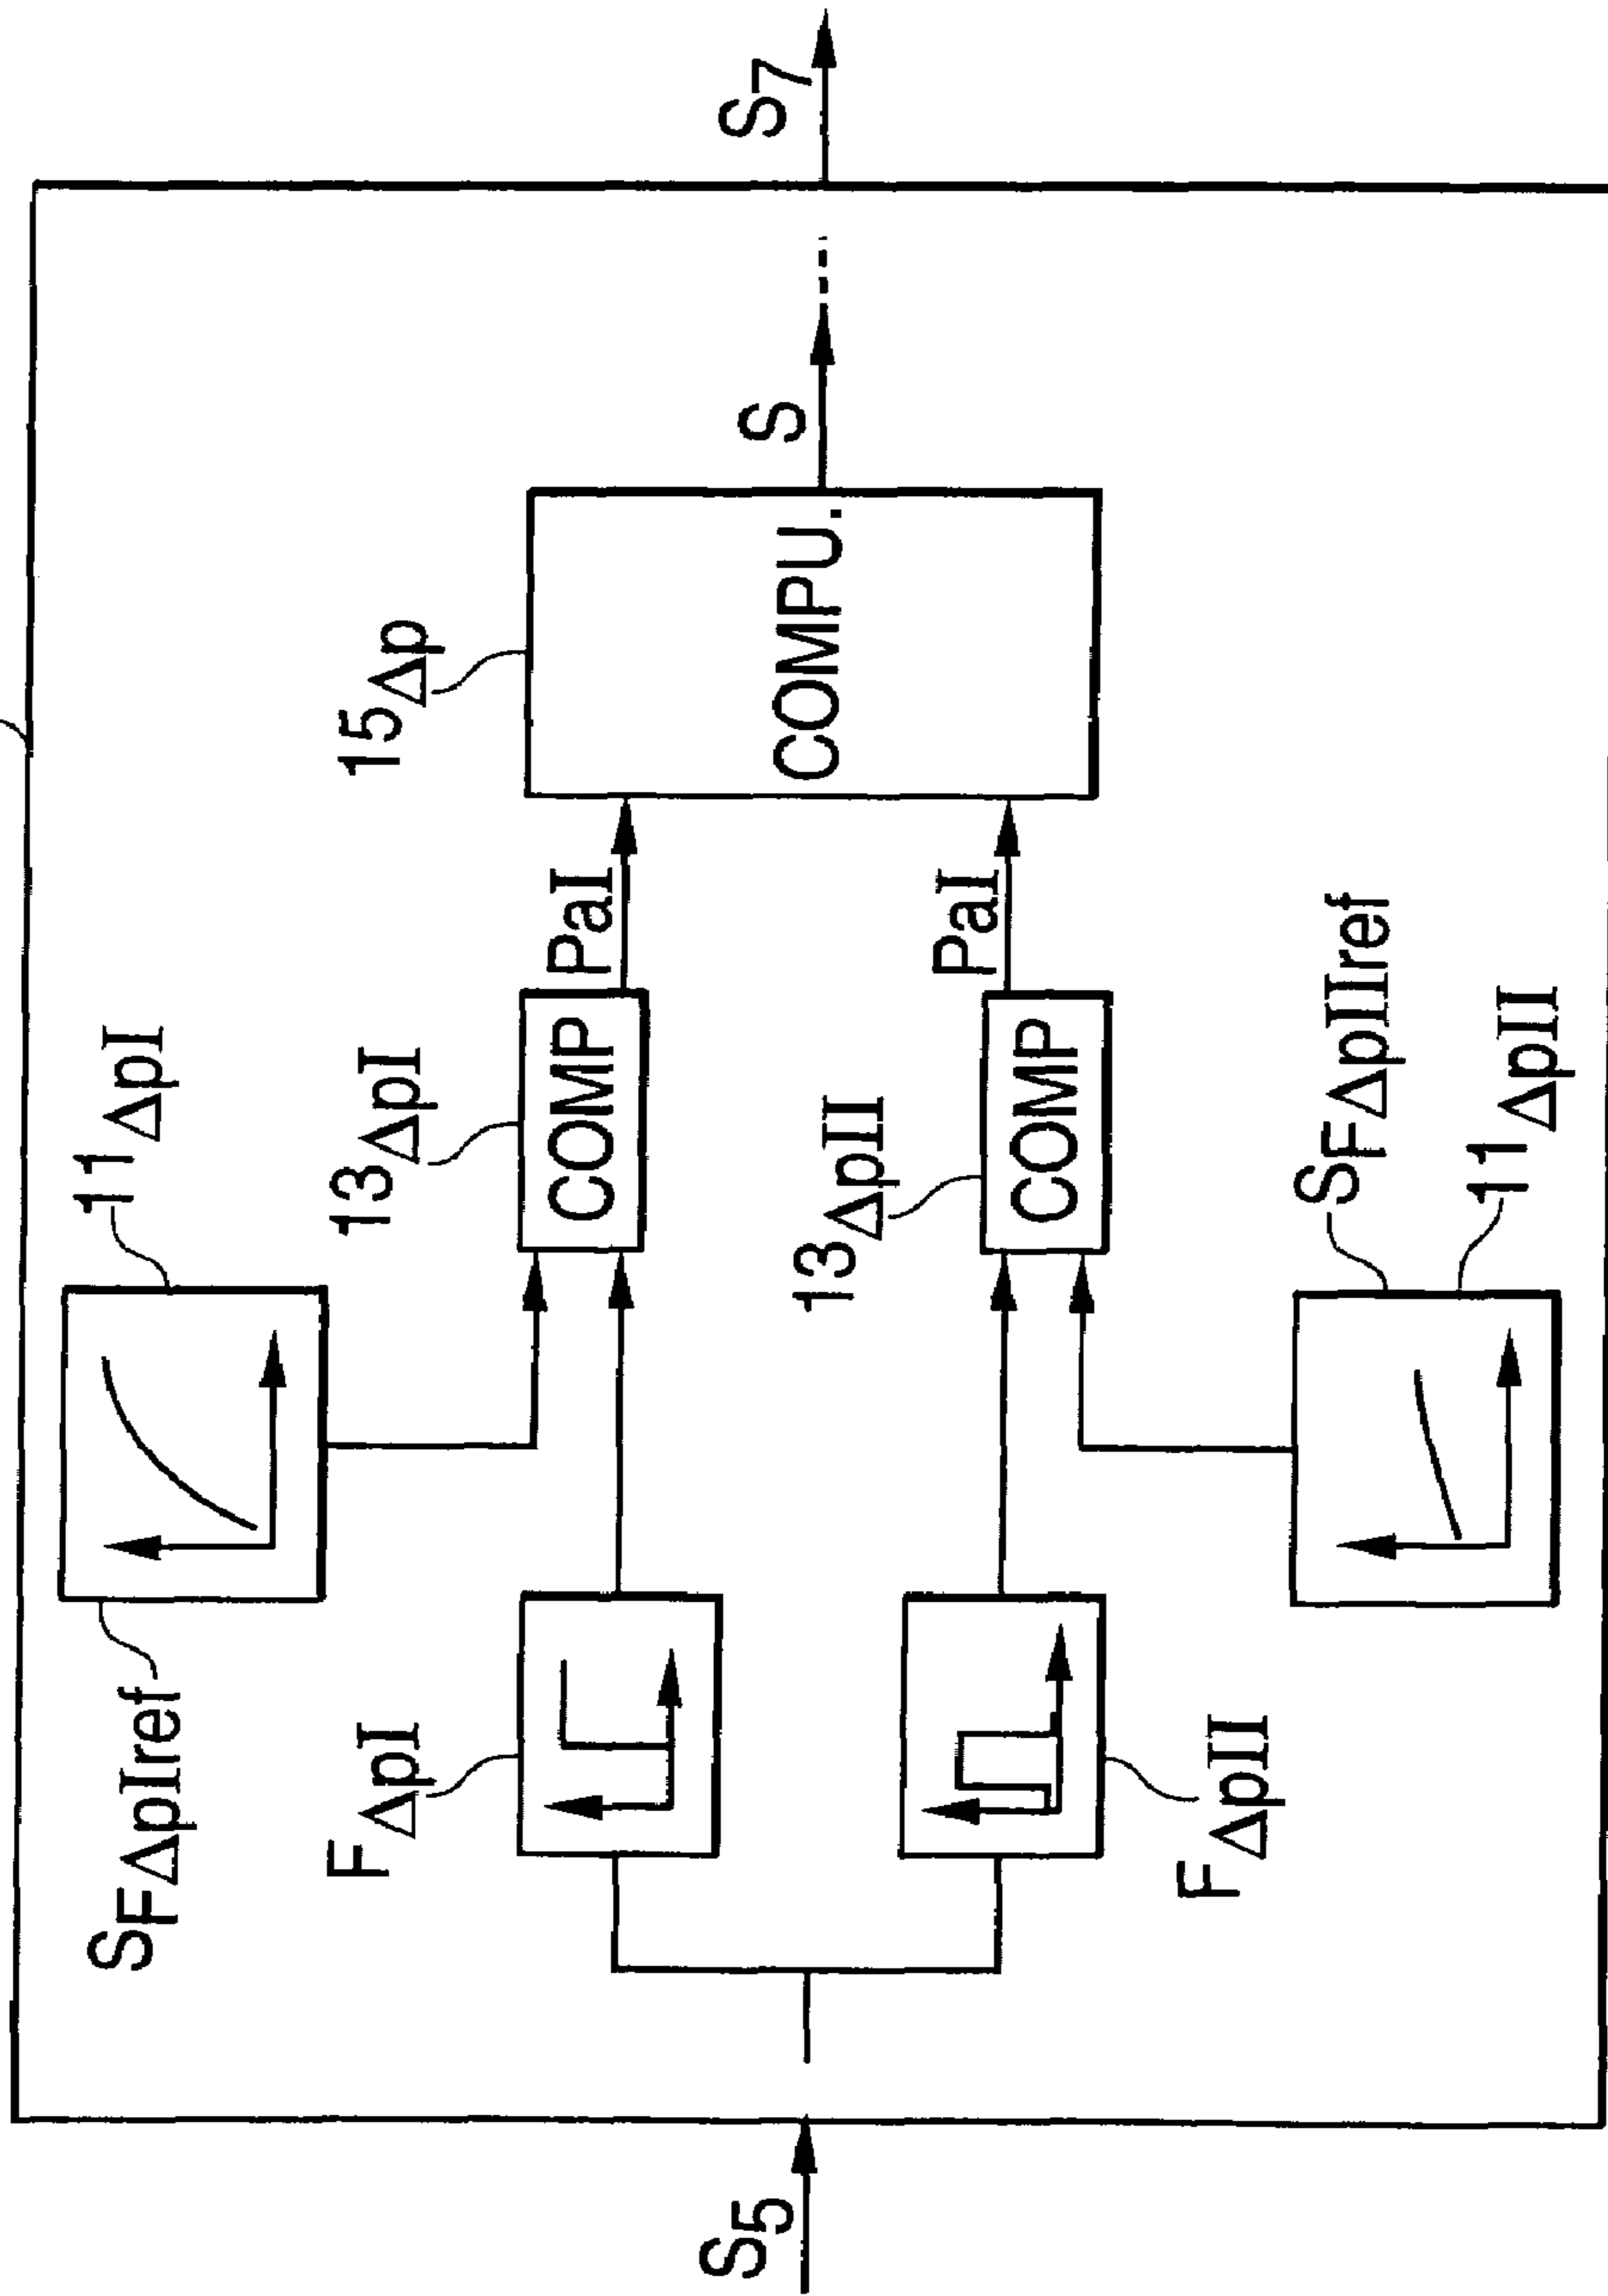 11ΔpI
SFΔpIref
13ΔpI
15Δp
FΔpI
COMP
PaI
COMPU.
S
S7
S5
13ΔpII
COMP
PaI
FΔpII
SFΔpIIref
11ΔpII